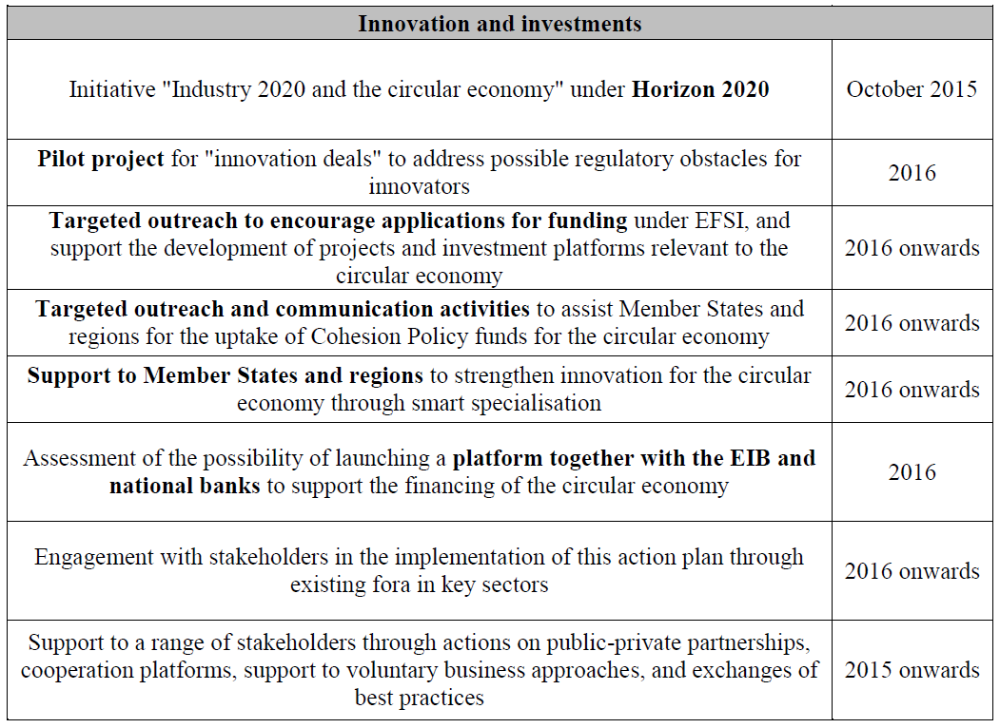 Innovation and investments
Initiative "Industry 2020 and the circular economy" under Horizon 2020
October 2015
Pilot project for "innovation deals" to address possible regulatory obstacles for
innovators
2016
Targeted outreach to encourage applications for funding under EFSI, and
support the development of projects and investment platforms relevant to the
circular economy
2016 onwards
Targeted outreach and communication activities to assist Member States and
regions for the uptake of Cohesion Policy funds for the circular economy
2016 onwards
Support to Member States and regions to strengthen innovation for the circular
economy through smart specialisation
2016 onwards
Assessment of the possibility of launching a platform together with the EIB and
national banks to support the financing of the circular economy
2016
Engagement with stakeholders in the implementation of this action plan through
existing fora in key sectors
2016 onwards
Support to a range of stakeholders through actions on public-private partnerships,
cooperation platforms, support to voluntary business approaches, and exchanges of
best practices
2015 onwards